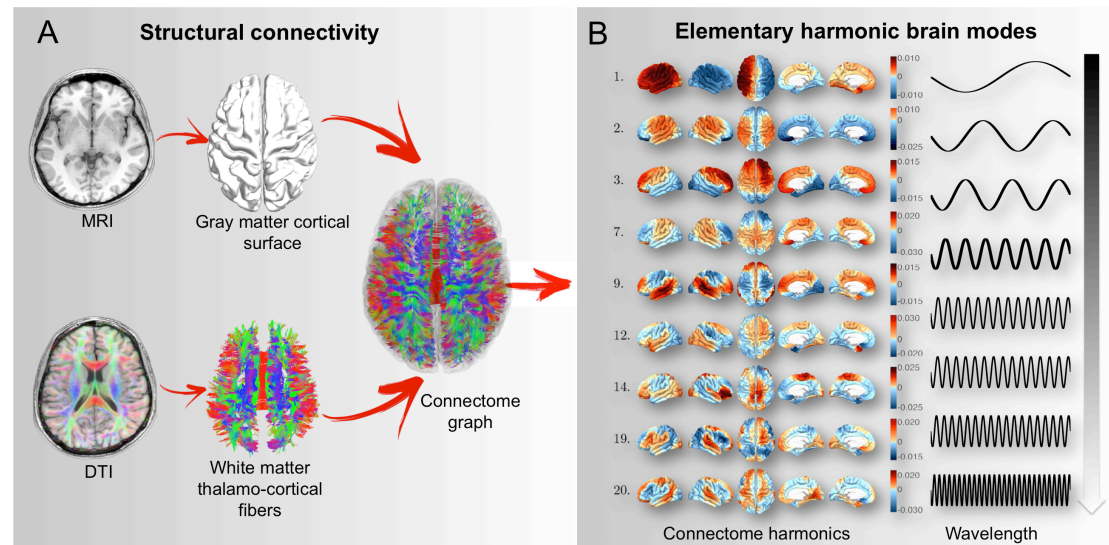 A
Structural connectivity
MRI
Gray matter cortical
surface
DTI
White matter
thalamo-cortical
fibers
Connectome
graph
B
Elementary harmonic brain modes
1.
0.010
0
-0.010
2.
0.010
0
-0.025
3.
0.015
0
-0.015
7.
0.020
0
-0.030
9.
0.015
0
-0.015
12.
0.030
0
-0.020
14.
0.025
0
-0.025
19.
0.020
0
-0.015
20.
0.020
0
-0.030
Connectome harmonics
Wavelength